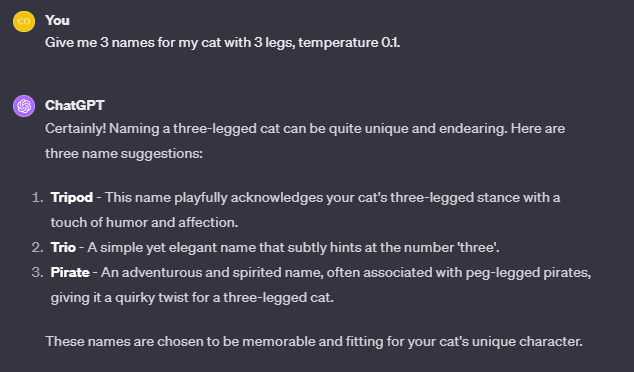 CO You
Give me 3 names for my cat with 3 legs, temperature 0.1.
ChatGPT
Certainly! Naming a three-legged cat can be quite unique and endearing. Here are
three name suggestions:
1. Tripod - This name playfully acknowledges your cat's three-legged stance with a
touch of humor and affection.
2. Trio - A simple yet elegant name that subtly hints at the number 'three'.
3. Pirate - An adventurous and spirited name, often associated with peg-legged pirates,
giving it a quirky twist for a three-legged cat.
These names are chosen to be memorable and fitting for your cat's unique character.